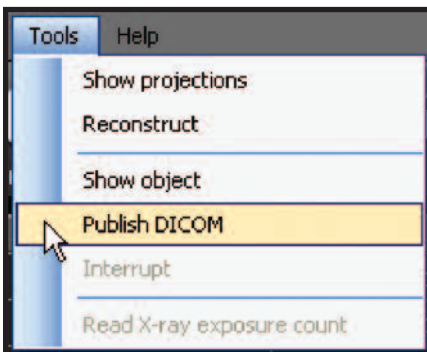 Tools Help
Show projections
Reconstruct
Show object
Publish DICOM
Interrupt
Read X-ray exposure count